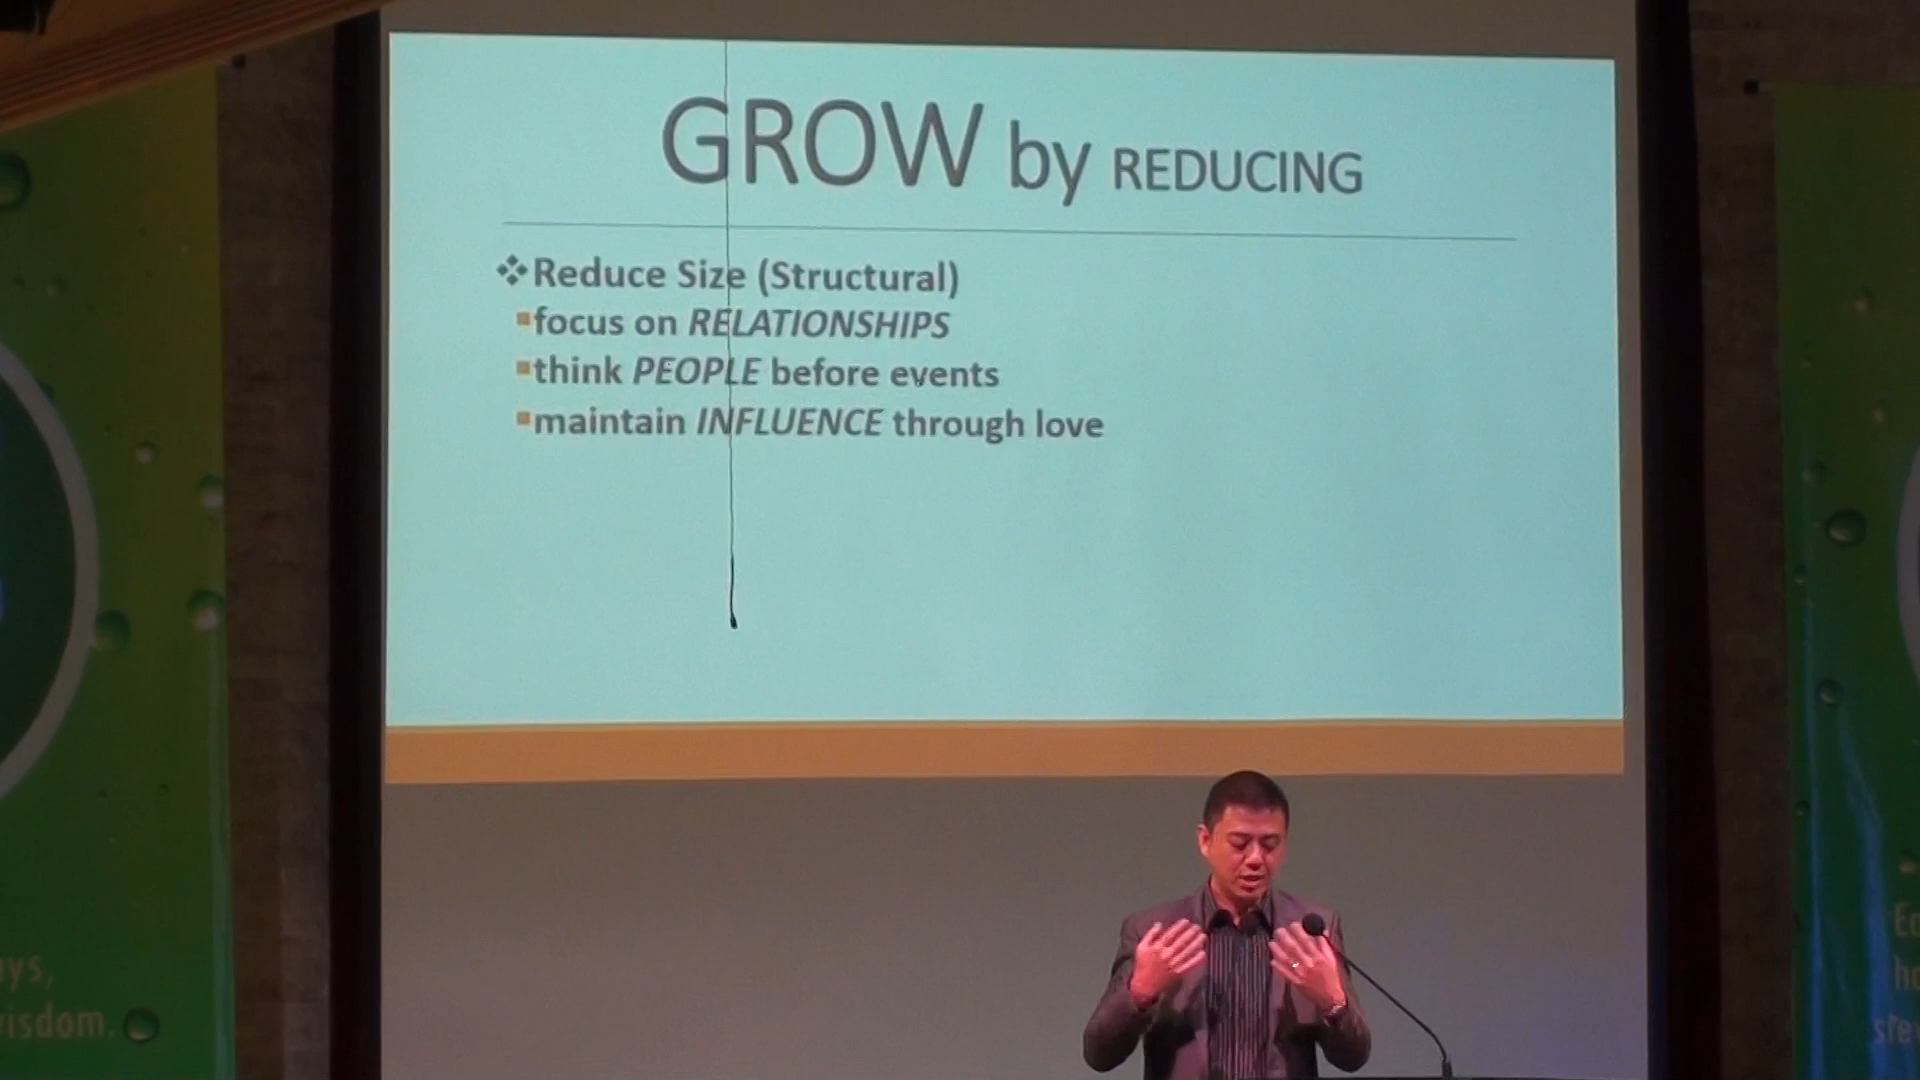 GROW by REDUCING
Reduce Size (Structural)
focus on RELATIONSHIPS
think PEOPLE before events
maintain INFLUENCE through love